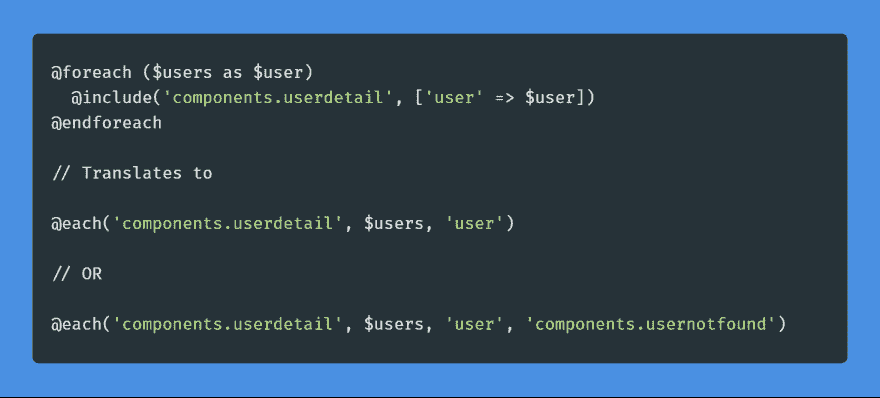 @foreach ($users as $user)
  @include('components.userdetail', ['user' => $user])
@endforeach
// Translates to
@each('components.userdetail', $users, 'user')
// OR
@each('components.userdetail', $users, 'user', 'components.usernotfound')